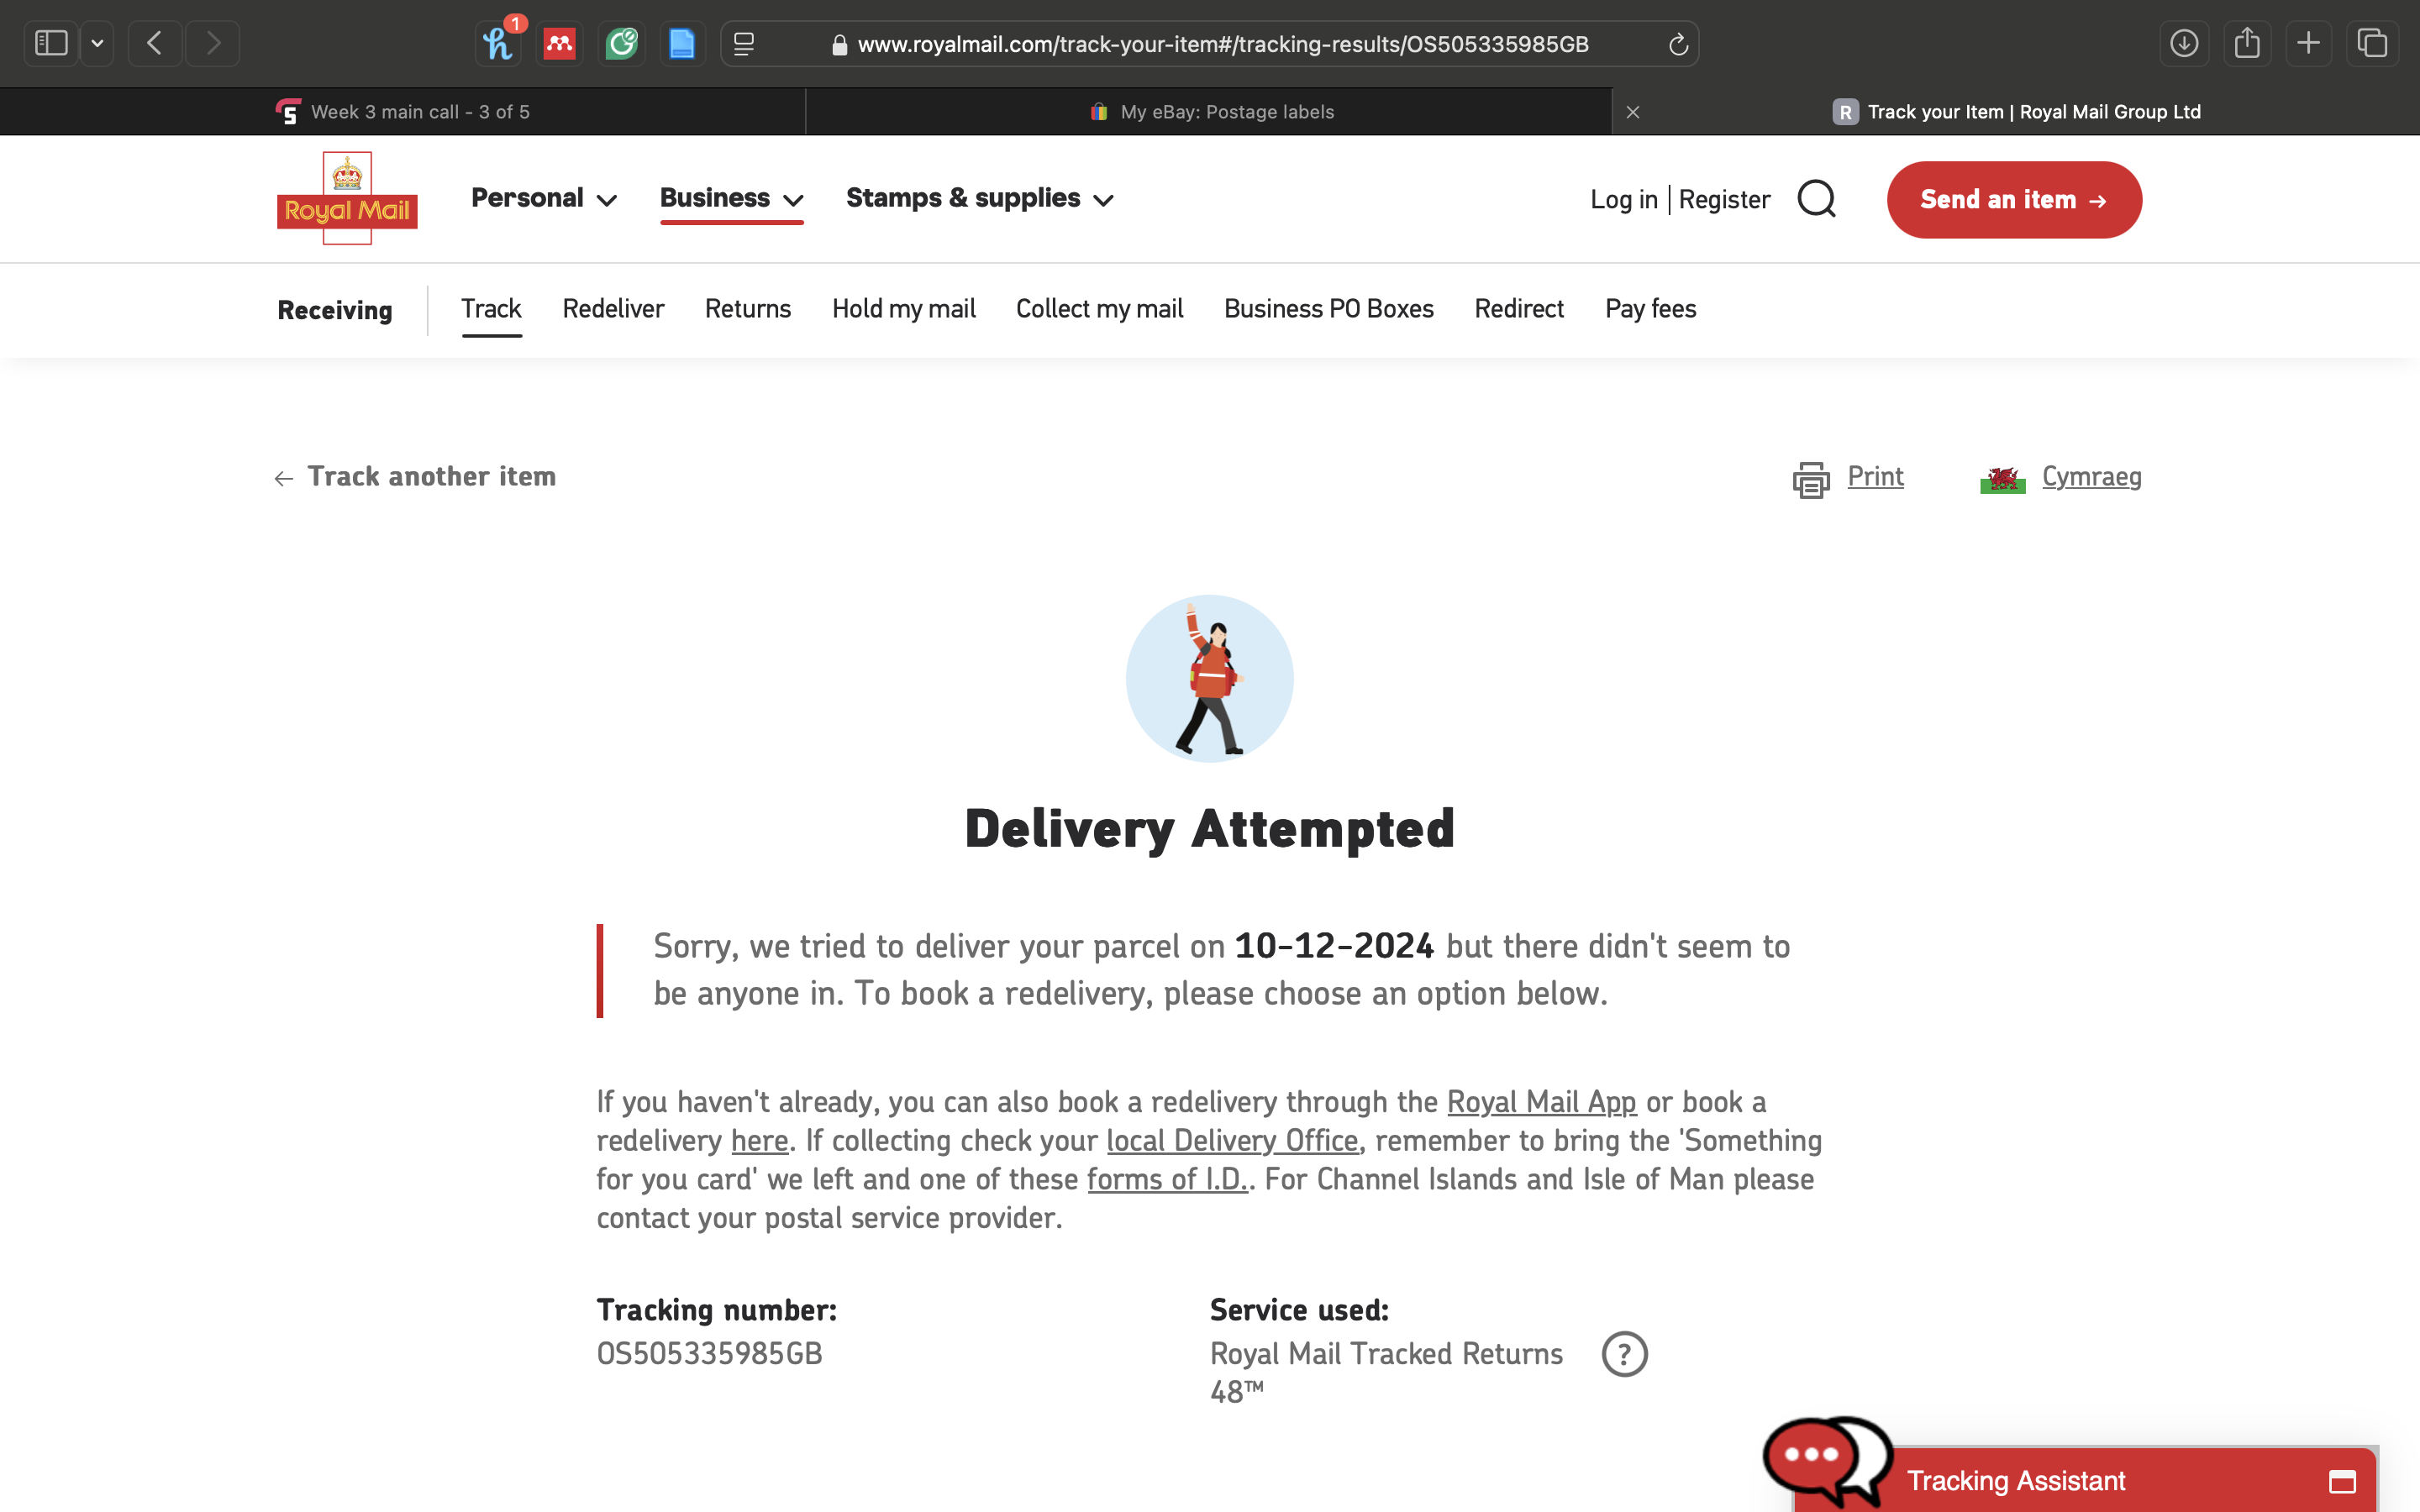 1
www.royalmail.com/track-your-item#/tracking-results/OS505335985GB
Week 3 main call - 3 of 5
My eBay: Postage labels
R Track your Item | Royal Mail Group Ltd
Royal Mail
Personal
Business
Stamps & supplies
Log in | Register
Send an item →
Receiving
Track
Redeliver
Returns
Hold my mail
Collect my mail
Business PO Boxes
Redirect
Pay fees
← Track another item
Print
Cymraeg
Delivery Attempted
Sorry, we tried to deliver your parcel on 10-12-2024 but there didn't seem to
be anyone in. To book a redelivery, please choose an option below.
If you haven't already, you can also book a redelivery through the Royal Mail App or book a
redelivery here. If collecting check your local Delivery Office, remember to bring the 'Something
for you card' we left and one of these forms of I.D.. For Channel Islands and Isle of Man please
contact your postal service provider.
Tracking number:
OS505335985GB
Service used:
Royal Mail Tracked Returns
48™
?
Tracking Assistant